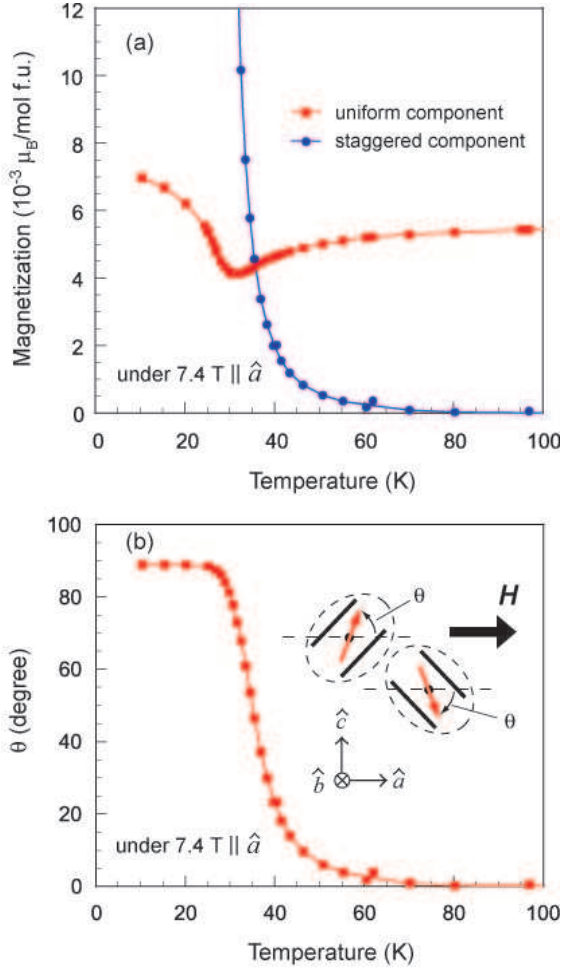 (a)
12
10
8
6
4
2
0
Magnetization (10⁻³ μB/mol f.u.)
uniform component
staggered component
under 7.4 T || â
0 20 40 60 80 100
Temperature (K)
(b)
100
80
60
40
20
0
θ (degree)
θ
H
θ
ĉ
b̂ â
under 7.4 T || â
0 20 40 60 80 100
Temperature (K)